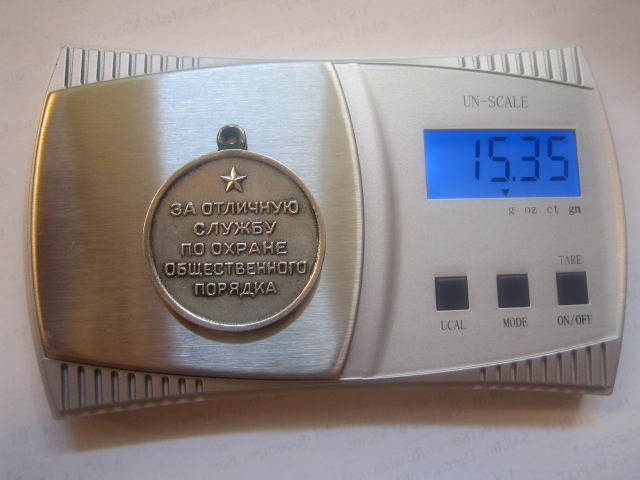 UN-SCALE
15.35
g oz ct gn
ЗА ОТЛИЧНУЮ
СЛУЖБУ
ПО ОХРАНЕ
ОБЩЕСТВЕННОГО
ПОРЯДКА
TARE
UCAL MODE ON/OFF